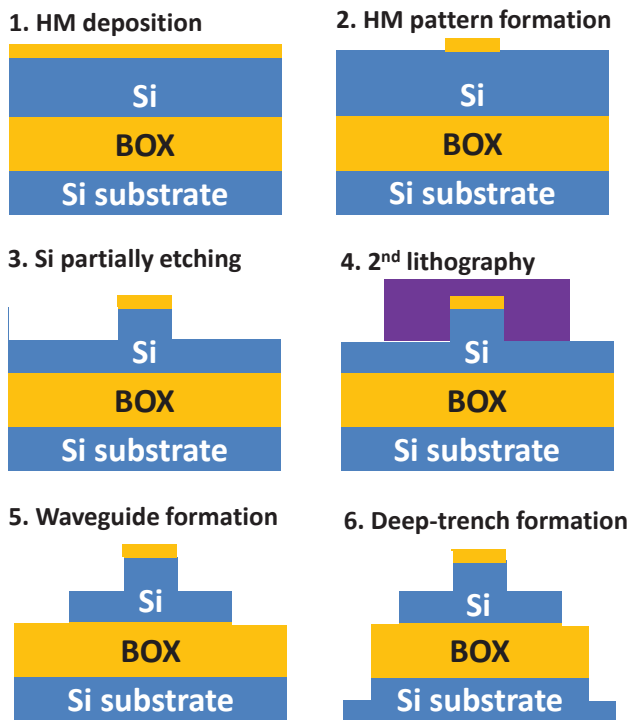 1. HM deposition
Si
BOX
Si substrate
2. HM pattern formation
Si
BOX
Si substrate
3. Si partially etching
Si
BOX
Si substrate
4. 2nd lithography
Si
BOX
Si substrate
5. Waveguide formation
Si
BOX
Si substrate
6. Deep-trench formation
Si
BOX
Si substrate